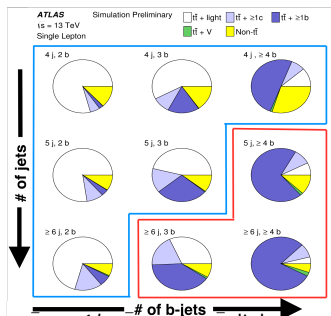 ATLAS Simulation Preliminary
√s = 13 TeV
Single Lepton
tt̄ + light tt̄ + ≥1c tt̄ + ≥1b
tt̄ + V Non-tt̄
4 j, 2 b 4 j, 3 b 4 j, ≥ 4 b
5 j, 2 b 5 j, 3 b 5 j, ≥ 4 b
≥ 6 j, 2 b ≥ 6 j, 3 b ≥ 6 j, ≥ 4 b
# of jets
# of b-jets